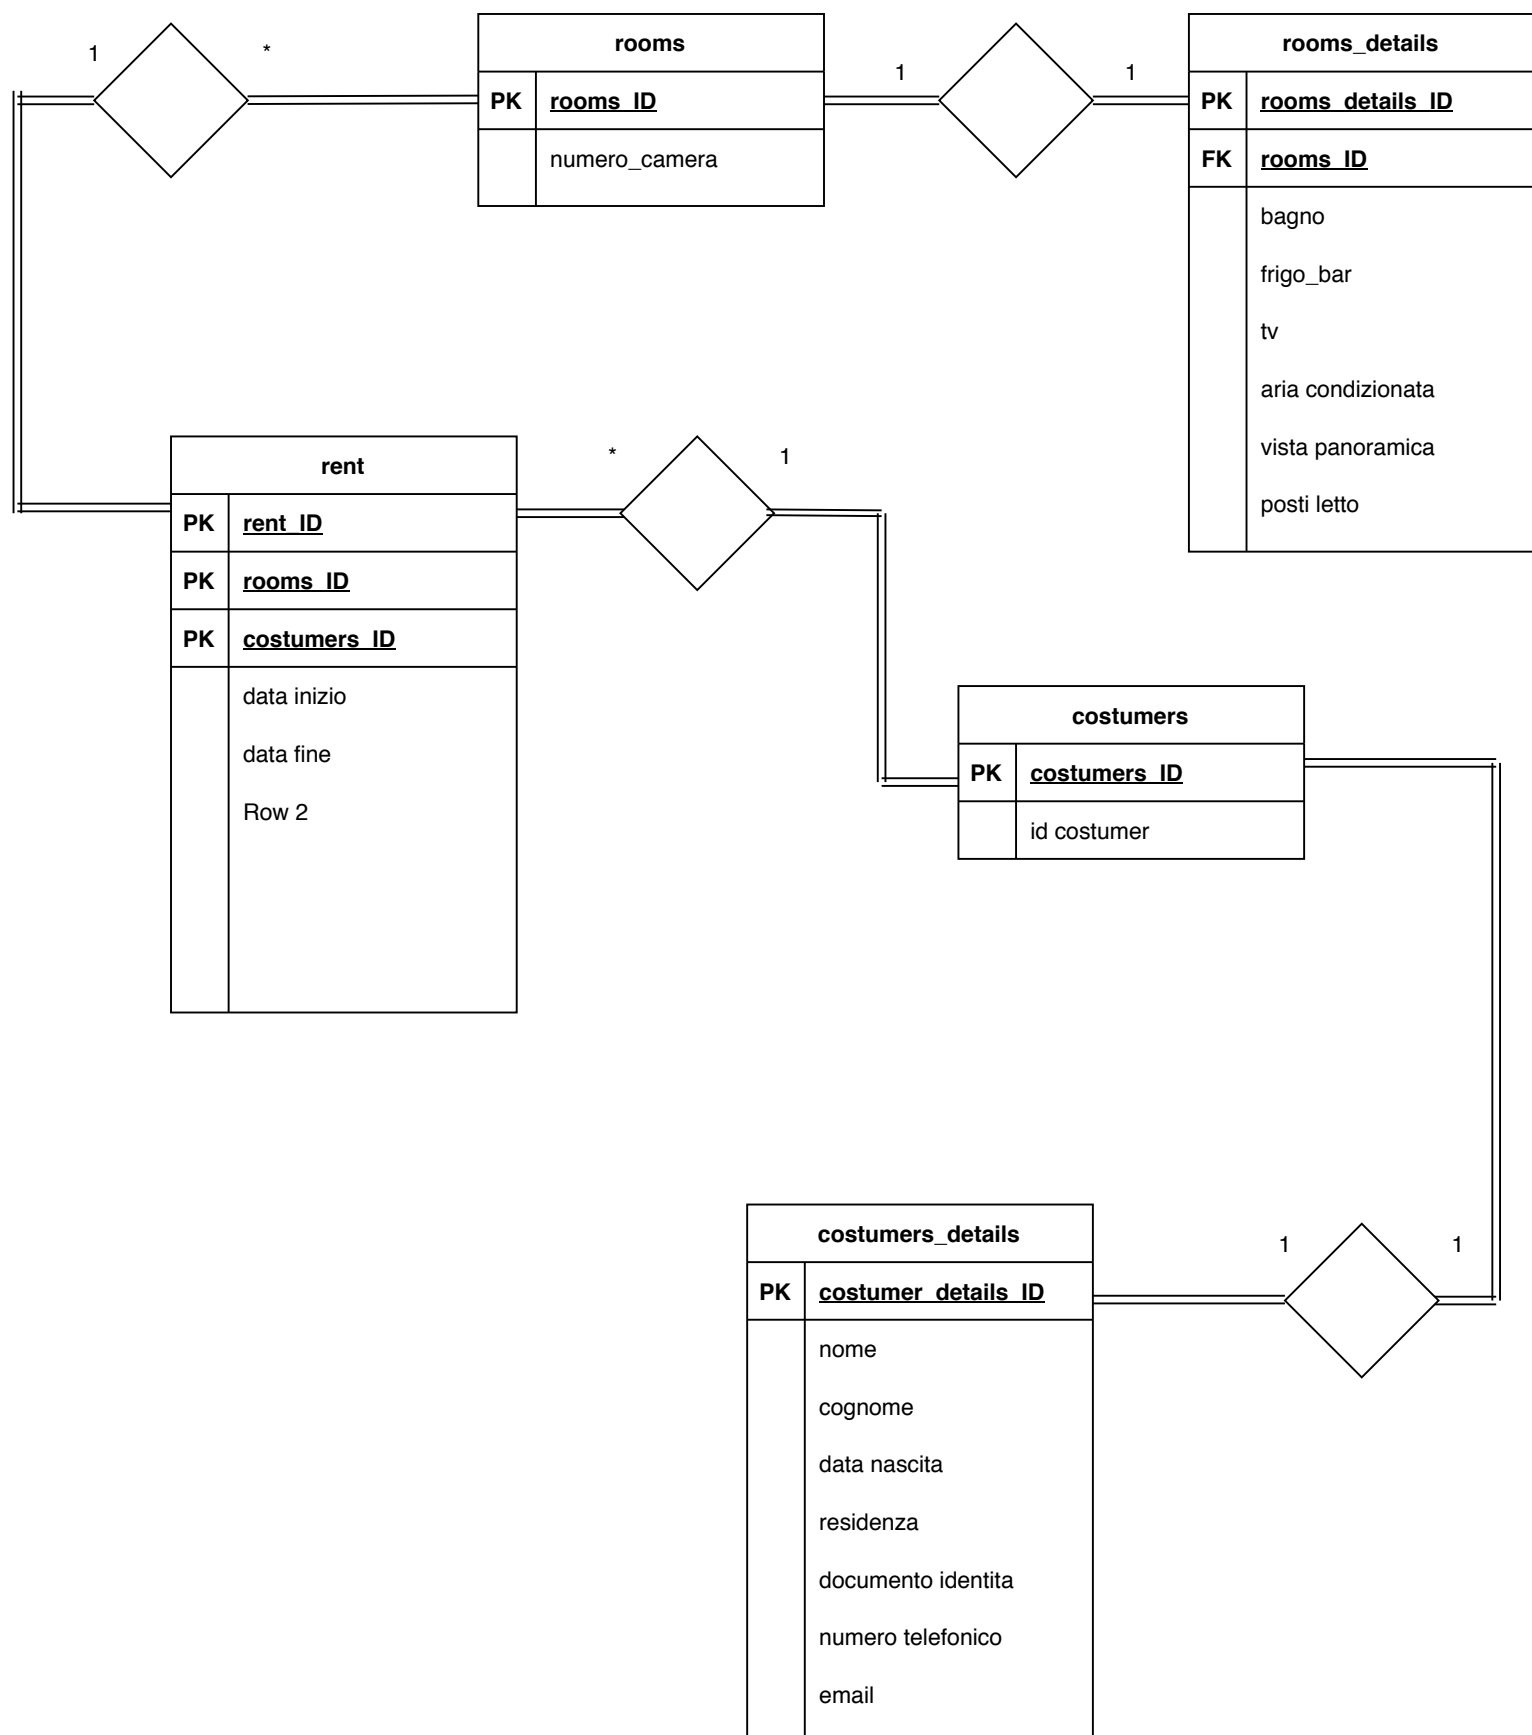 1
*
rooms
PK rooms_ID
numero_camera
1
1
rooms_details
PK rooms_details_ID
FK rooms_ID
bagno
frigo_bar
tv
aria condizionata
vista panoramica
posti letto
rent
PK rent_ID
PK rooms_ID
PK costumers_ID
data inizio
data fine
Row 2
*
1
costumers
PK costumers_ID
id costumer
costumers_details
PK costumer_details_ID
nome
cognome
data nascita
residenza
documento identita
numero telefonico
email
1
1